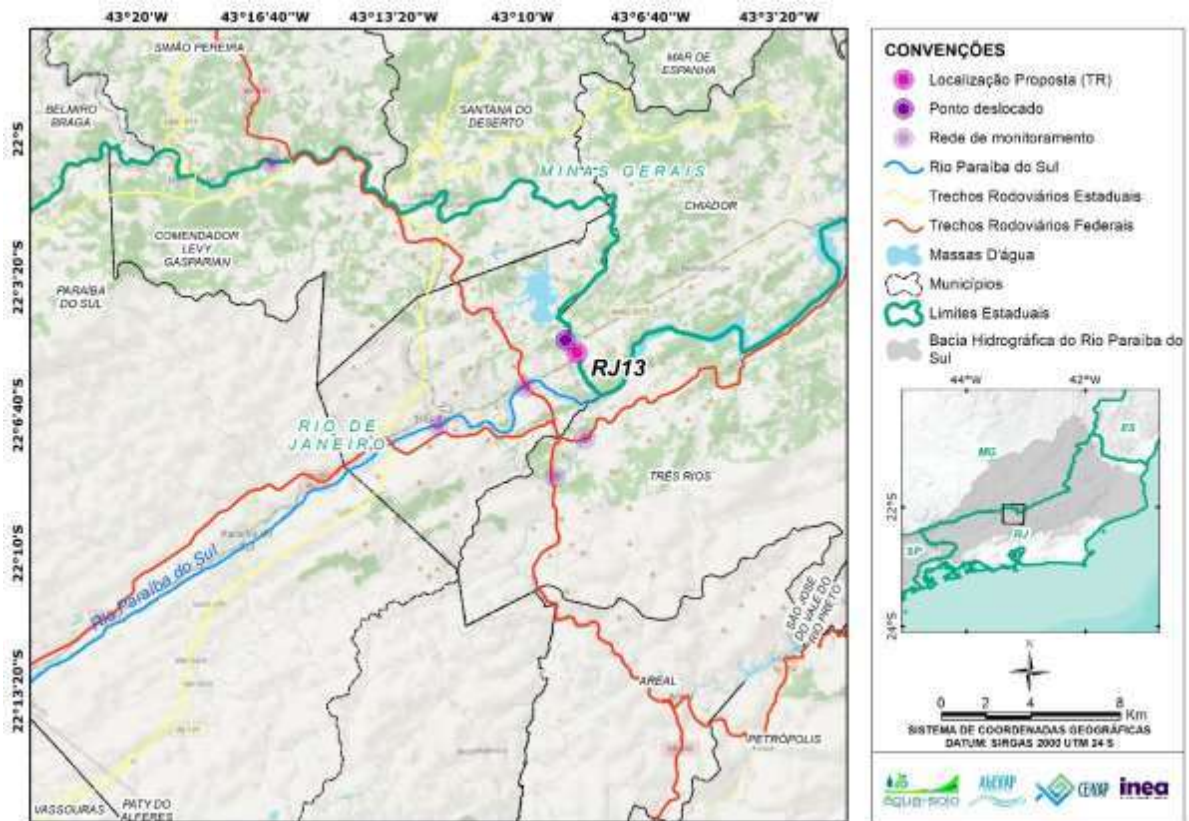 43°20'W 43°16'40"W 43°13'20"W 43°10'W 43°6'40"W 43°3'20"W
22°S
22°3'20"S
22°6'40"S
22°10'S
22°13'20"S
SIMÃO PEREIRA
MAR DE
ESPANHA
BELMIRO
BRAGA
SANTANA DO
DESERTO
MINAS GERAIS
CHIADOR
COMENDADOR
LEVY
GASPARIAN
PARAÍBA
DO SUL
RJ13
RIO DE
JANEIRO
TRÊS RIOS
Rio Paraíba do Sul
SÃO JOSÉ
DO VALE DO
RIO PRETO
AREAL
PETRÓPOLIS
VASSOURAS
PATY DO
ALFERES
CONVENÇÕES
Localização Proposta (TR)
Ponto deslocado
Rede de monitoramento
Rio Paraíba do Sul
Trechos Rodoviários Estaduais
Trechos Rodoviários Federais
Massas D'água
Municípios
Limites Estaduais
Bacia Hidrográfica do Rio Paraíba do
Sul
44°W 42°W
22°S
24°S
MG
ES
RJ
SP
N
0 2 4 8
Km
SISTEMA DE COORDENADAS GEOGRÁFICAS
DATUM: SIRGAS 2000 UTM 24 S
água e solo
AGEVAP
CEIVAP
inea